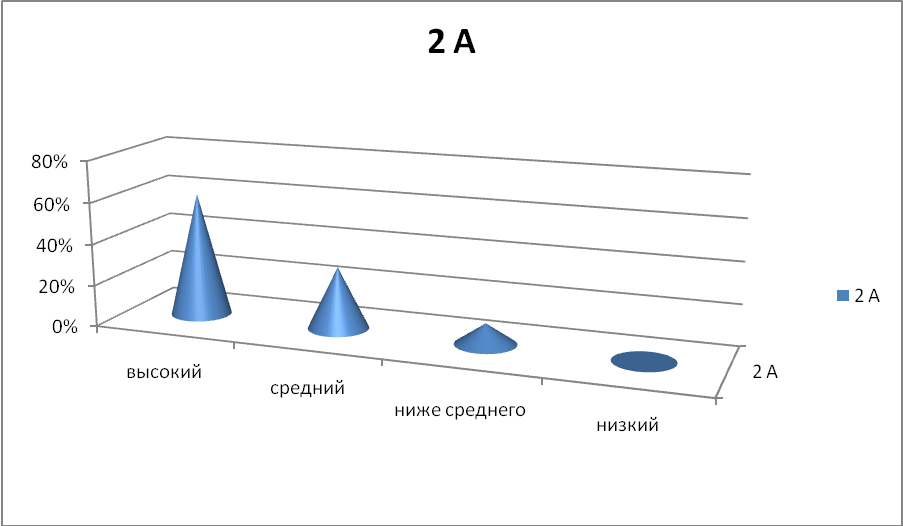 2 А
80%
60%
40%
20%
0%
высокий
средний
ниже среднего
низкий
2 А
2 А